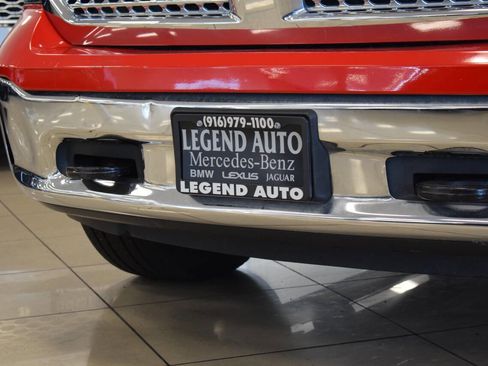 (916)979-1100
LEGEND AUTO
Mercedes-Benz
BMW LEXUS JAGUAR
LEGEND AUTO